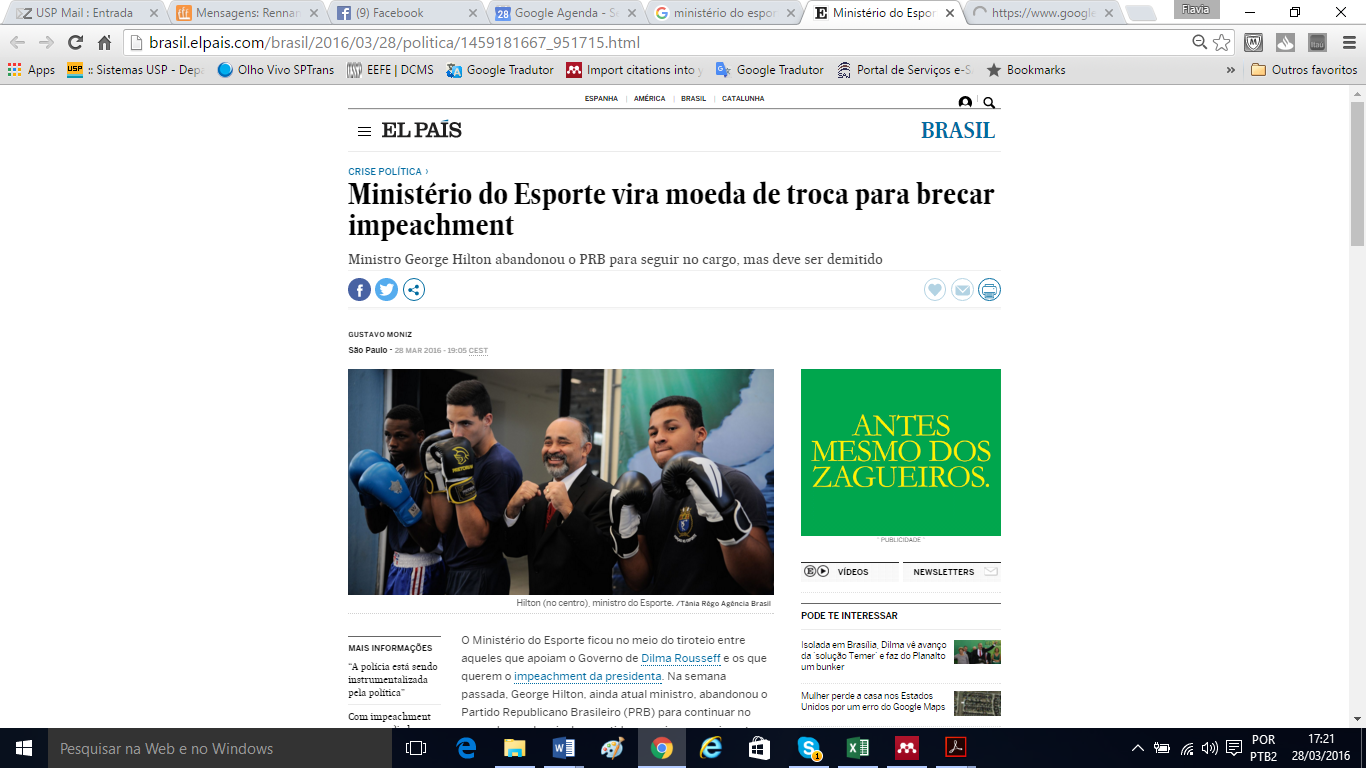 USP Mail : Entrada
Mensagens: Rennan
(9) Facebook
Google Agenda - S
ministério do espor
Ministério do Espor
https://www.google
Flavia
brasil.elpais.com/brasil/2016/03/28/politica/1459181667_951715.html
Apps
USP
:: Sistemas USP - Depa
Olho Vivo SPTrans
EEFE | DCMS
Google Tradutor
Import citations into y
Google Tradutor
Portal de Serviços e-S
Bookmarks
»
Outros favoritos
ESPANHA
AMÉRICA
BRASIL
CATALUNHA
EL PAÍS
BRASIL
CRISE POLÍTICA ›
Ministério do Esporte vira moeda de troca para brecar
impeachment
Ministro George Hilton abandonou o PRB para seguir no cargo, mas deve ser demitido
GUSTAVO MONIZ
São Paulo - 28 MAR 2016 - 19:05 CEST
ANTES
MESMO DOS
ZAGUEIROS.
PUBLICIDADE
VÍDEOS
NEWSLETTERS
Hilton (no centro), ministro do Esporte. /Tânia Rêgo Agência Brasil
PODE TE INTERESSAR
Isolada em Brasília, Dilma vê avanço
da 'solução Temer' e faz do Planalto
um bunker
Mulher perde a casa nos Estados
Unidos por um erro do Google Maps
MAIS INFORMAÇÕES
“A polícia está sendo
instrumentalizada
pela política”
Com impeachment
O Ministério do Esporte ficou no meio do tiroteio entre
aqueles que apoiam o Governo de Dilma Rousseff e os que
querem o impeachment da presidenta. Na semana
passada, George Hilton, ainda atual ministro, abandonou o
Partido Republicano Brasileiro (PRB) para continuar no
Pesquisar na Web e no Windows
POR
PTB2
17:21
28/03/2016